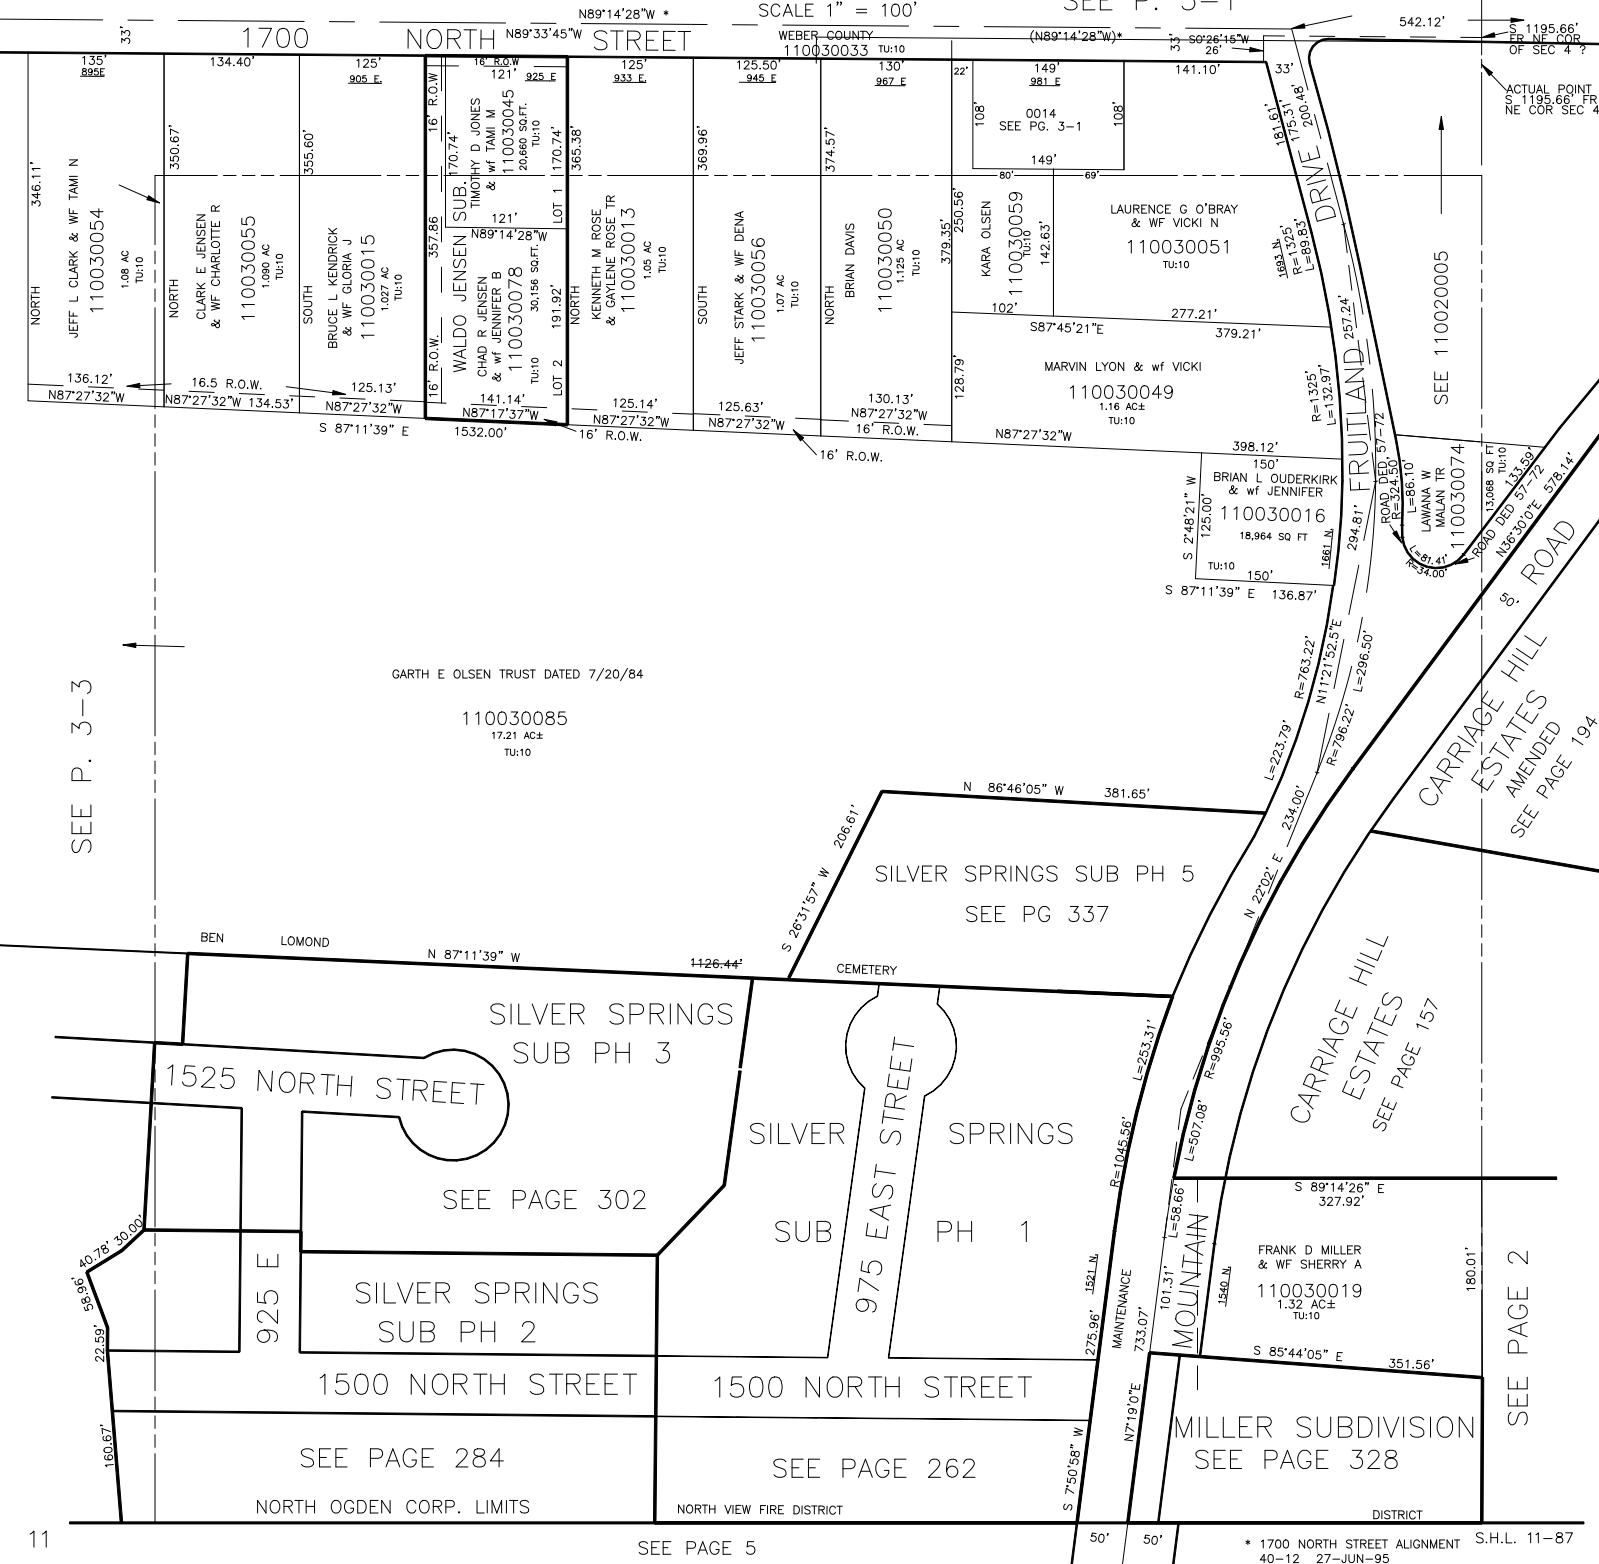 SEE P. 3-1
SCALE 1" = 100'
N89°14'28"W *
542.12'
S 1195.66'
FR NE COR
OF SEC 4 ?
33'
1700 NORTH STREET
N89°33'45"W
WEBER COUNTY
110030033 TU:10
(N89°14'28"W)*
33'
S0°26'15"W
26'
135'
895E
134.40'
125'
905 E.
16' R.O.W
121'
925 E
125'
933 E.
125.50'
945 E
130'
967 E
22'
149'
981 E
141.10'
33'
ACTUAL POINT
S 1195.66' FR
NE COR SEC 4
108'
0014
SEE PG. 3-1
108'
149'
80'
69'
181.61'
175.31'
200.48'
346.11'
NORTH
JEFF L CLARK & WF TAMI N
110030054
1.08 AC
TU:10
350.67'
NORTH
CLARK E JENSEN
& WF CHARLOTTE R
110030055
1.090 AC
TU:10
355.60'
SOUTH
BRUCE L KENDRICK
& WF GLORIA J
110030015
1.027 AC
TU:10
16' R.O.W
357.86
16' R.O.W.
170.74'
TIMOTHY D JONES
& wf TAMI M
110030045
20,660 SQ.FT.
TU:10
LOT 1
170.74'
121'
N89°14'28"W
WALDO JENSEN SUB.
CHAD R JENSEN
& wf JENNIFER B
110030078
30,156 SQ.FT.
TU:10
LOT 2
191.92'
365.38'
NORTH
KENNETH M ROSE
& GAYLENE ROSE TR
110030013
1.05 AC
TU:10
369.96'
SOUTH
JEFF STARK & WF DENA
110030056
1.07 AC
TU:10
374.57'
NORTH
BRIAN DAVIS
110030050
1.125 AC
TU:10
379.35'
250.56'
KARA OLSEN
110030059
TU:10
142.63'
102'
LAURENCE G O'BRAY
& WF VICKI N
110030051
TU:10
1693 N
R=1325'
L=89.83'
277.21'
S87°45'21"E
379.21'
128.79'
MARVIN LYON & wf VICKI
110030049
1.16 AC±
TU:10
R=1325'
L=132.97'
N87°27'32"W
398.12'
FRUITLAND DRIVE
257.24'
SEE 110020005
136.12'
N87°27'32"W
16.5 R.O.W.
N87°27'32"W 134.53'
125.13'
N87°27'32"W
141.14'
N87°17'37"W
125.14'
N87°27'32"W
125.63'
N87°27'32"W
130.13'
N87°27'32"W
16' R.O.W.
S 87°11'39" E
1532.00'
16' R.O.W.
16' R.O.W.
150'
BRIAN L OUDERKIRK
& wf JENNIFER
110030016
18,964 SQ FT
TU:10
S 2°48'21" W
125.00'
1661 N
150'
S 87°11'39" E 136.87'
294.81'
ROAD DED, 57-72
R=324.50'
L=86.10'
LAWANA W
MALAN TR
110030074
13,068 SQ FT
TU:10
133.59'
ROAD DED 57-72
N36°30'0"E 578.14'
L=81.41'
R=34.00'
50' ROAD
GARTH E OLSEN TRUST DATED 7/20/84
110030085
17.21 AC±
TU:10
SEE P. 3-3
R=763.22'
L=223.79'
N11°21'52.5"E
L=296.50'
R=796.22'
234.00'
N 22°02' E
CARRIAGE HILL
ESTATES
AMENDED
SEE PAGE 194
N 86°46'05" W 381.65'
S 26°31'57" W 206.61'
SILVER SPRINGS SUB PH 5
SEE PG 337
BEN LOMOND
N 87°11'39" W
1126.44'
CEMETERY
CARRIAGE HILL
ESTATES
SEE PAGE 157
SILVER SPRINGS
SUB PH 3
1525 NORTH STREET
SEE PAGE 302
SILVER SPRINGS
SUB PH 1
975 EAST STREET
L=253.31'
R=1045.56'
R=995.56'
L=507.08'
L=58.66'
101.31'
S 89°14'26" E
327.92'
FRANK D MILLER
& WF SHERRY A
110030019
1.32 AC±
TU:10
1540 N
180.01'
SEE PAGE 2
30.00'
40.78'
58.96'
22.59'
160.67'
925 E
SILVER SPRINGS
SUB PH 2
1521 N
275.96'
MAINTENANCE
733.07'
MOUNTAIN
N7°19'0"E
S 85°44'05" E
351.56'
1500 NORTH STREET
1500 NORTH STREET
SEE PAGE 284
SEE PAGE 262
S 7°50'58" W
MILLER SUBDIVISION
SEE PAGE 328
NORTH OGDEN CORP. LIMITS
NORTH VIEW FIRE DISTRICT
DISTRICT
11
SEE PAGE 5
50'
50'
* 1700 NORTH STREET ALIGNMENT
40-12 27-JUN-95
S.H.L. 11-87